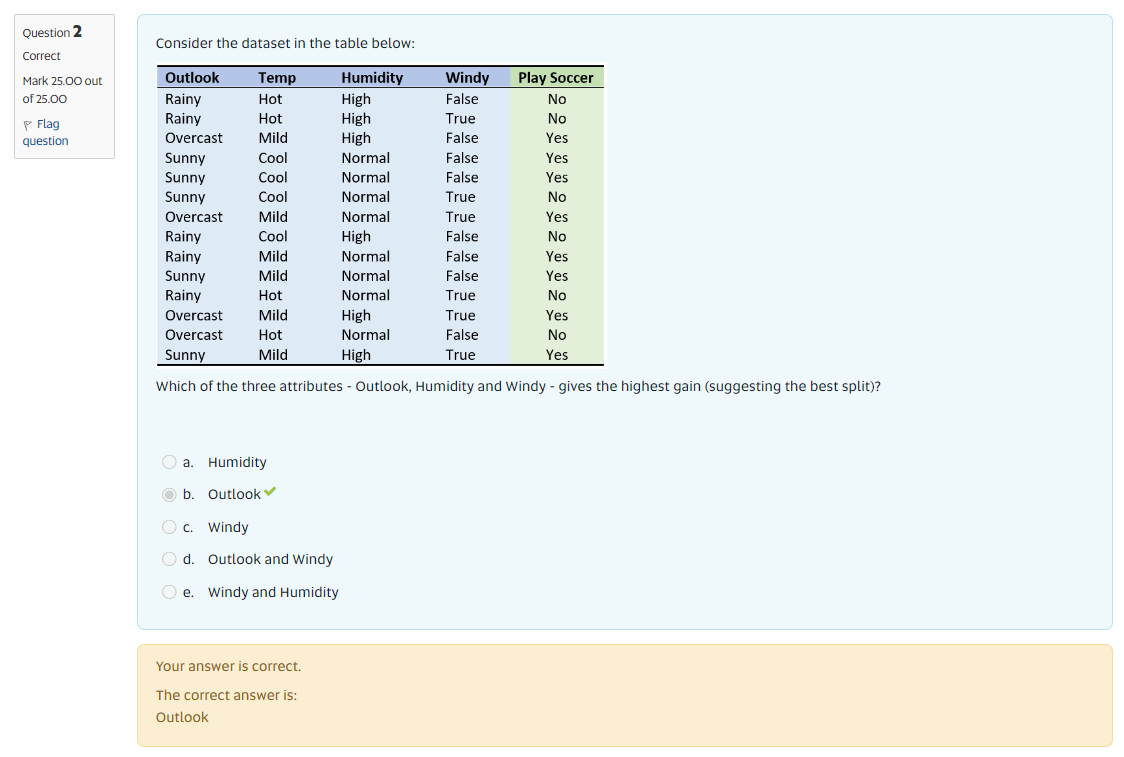 Question 2
Correct
Mark 25.00 out
of 25.00
Flag
question
Consider the dataset in the table below:
Outlook Temp Humidity Windy Play Soccer
Rainy Hot High False No
Rainy Hot High True No
Overcast Mild High False Yes
Sunny Cool Normal False Yes
Sunny Cool Normal False Yes
Sunny Cool Normal True No
Overcast Mild Normal True Yes
Rainy Cool High False No
Rainy Mild Normal False Yes
Sunny Mild Normal False Yes
Rainy Hot Normal True No
Overcast Mild High True Yes
Overcast Hot Normal False No
Sunny Mild High True Yes
Which of the three attributes - Outlook, Humidity and Windy - gives the highest gain (suggesting the best split)?
a. Humidity
b. Outlook
c. Windy
d. Outlook and Windy
e. Windy and Humidity
Your answer is correct.
The correct answer is:
Outlook